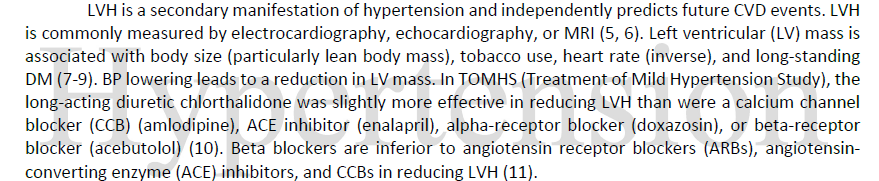 LVH is a secondary manifestation of hypertension and independently predicts future CVD events. LVH
is commonly measured by electrocardiography, echocardiography, or MRI (5, 6). Left ventricular (LV) mass is
associated with body size (particularly lean body mass), tobacco use, heart rate (inverse), and long-standing
DM (7-9). BP lowering leads to a reduction in LV mass. In TOMHS (Treatment of Mild Hypertension Study), the
long-acting diuretic chlorthalidone was slightly more effective in reducing LVH than were a calcium channel
blocker (CCB) (amlodipine), ACE inhibitor (enalapril), alpha-receptor blocker (doxazosin), or beta-receptor
blocker (acebutolol) (10). Beta blockers are inferior to angiotensin receptor blockers (ARBs), angiotensin-
converting enzyme (ACE) inhibitors, and CCBs in reducing LVH (11).
Hypertension